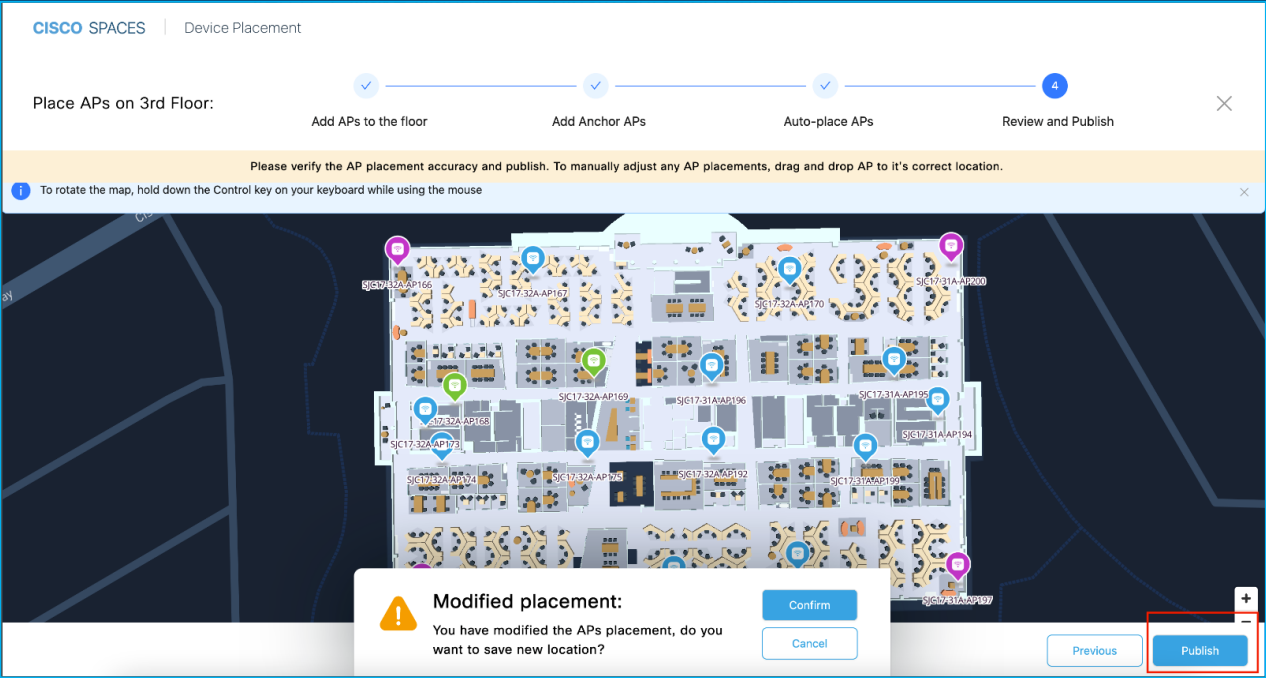 CISCO SPACES Device Placement
4
Place APs on 3rd Floor:
Add APs to the floor
Add Anchor APs
Auto-place APs
Review and Publish
Please verify the AP placement accuracy and publish. To manually adjust any AP placements, drag and drop AP to it's correct location.
i To rotate the map, hold down the Control key on your keyboard while using the mouse
SJC17-32A-AP166
SJC17-32A-AP167
SJC17-32A-AP170
SJC17-31A-AP200
SJC17-32A-AP169
SJC17-31A-AP196
SJC17-31A-AP195
17-32A-AP168
SJC17-31A-AP194
SJC17-32A-AP173
SJC17-32A-AP174
SJC17-32A-AP175
SJC17-32A-AP192
SJC17-31A-AP199
SJC17-31A-AP197
Modified placement:
You have modified the APs placement, do you
want to save new location?
Confirm
Cancel
Previous
Publish